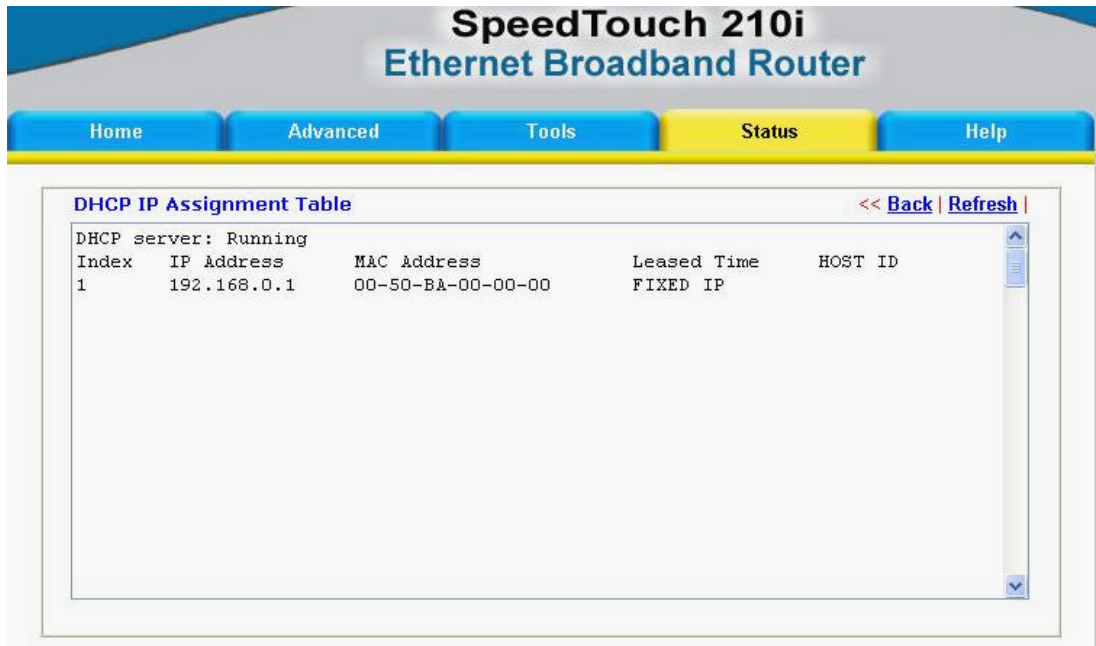 SpeedTouch 210i
Ethernet Broadband Router
Home Advanced Tools Status Help
DHCP IP Assignment Table << Back | Refresh |
DHCP server: Running
Index IP Address MAC Address Leased Time HOST ID
1 192.168.0.1 00-50-BA-00-00-00 FIXED IP